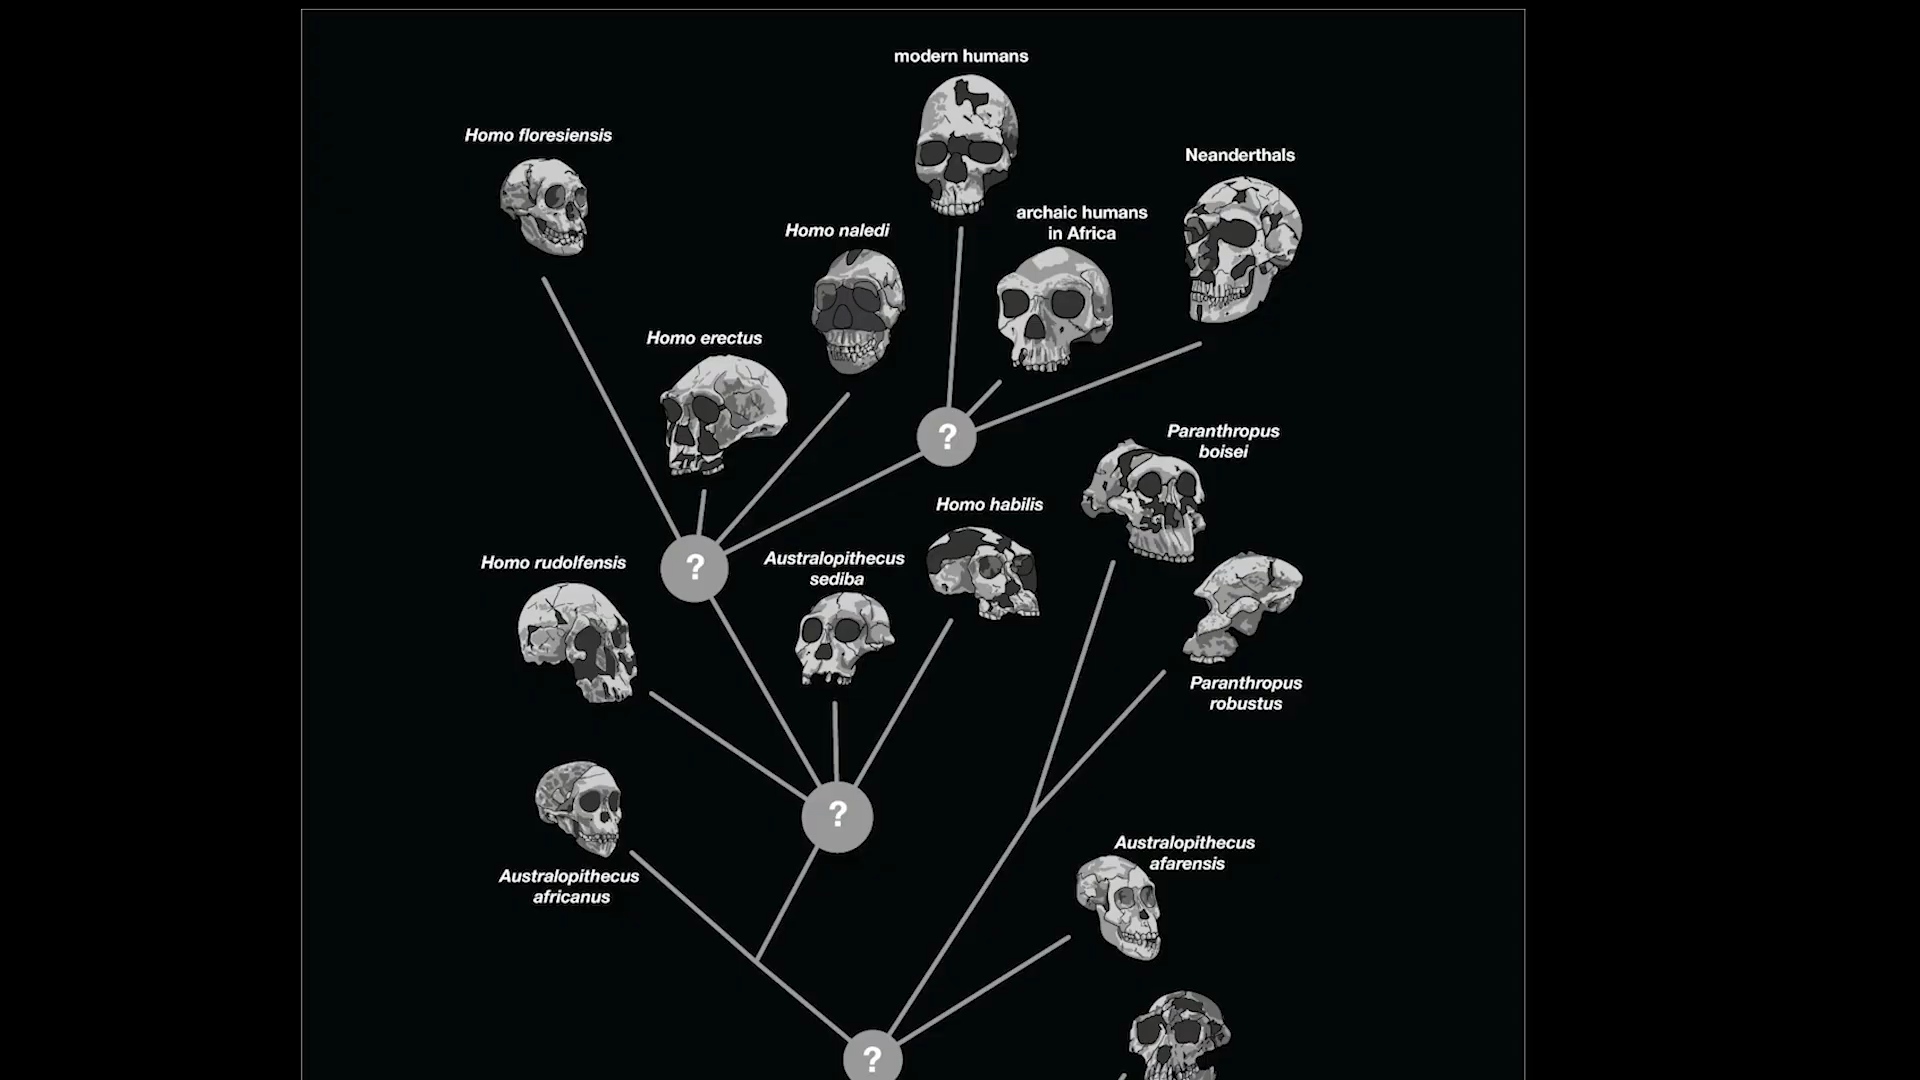 modern humans
Homo floresiensis
Neanderthals
archaic humans
in Africa
Homo naledi
Homo erectus
?
Paranthropus
boisei
Homo habilis
Australopithecus
sediba
Homo rudolfensis
?
Paranthropus
robustus
?
Australopithecus
afarensis
Australopithecus
africanus
?